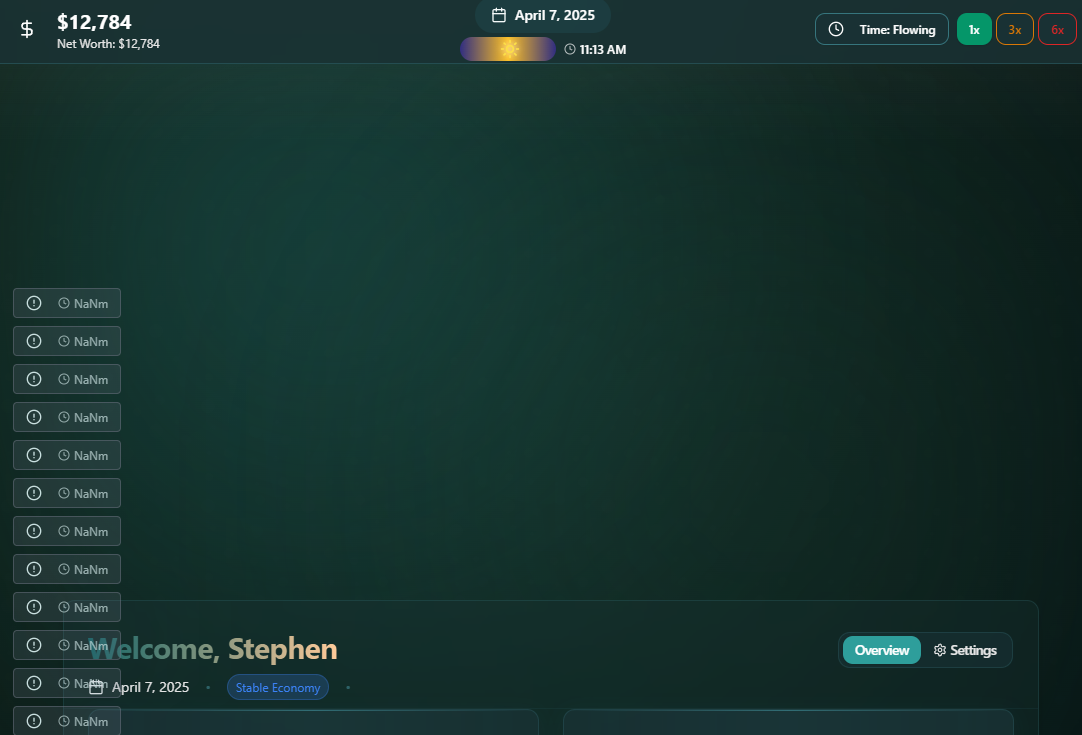 $12,784
Net Worth: $12,784
April 7, 2025
11:13 AM
Time: Flowing
1x
3x
6x
NaNm
NaNm
NaNm
NaNm
NaNm
NaNm
NaNm
NaNm
NaNm
NaNm
NaNm
NaNm
Welcome, Stephen
Overview
Settings
April 7, 2025
Stable Economy